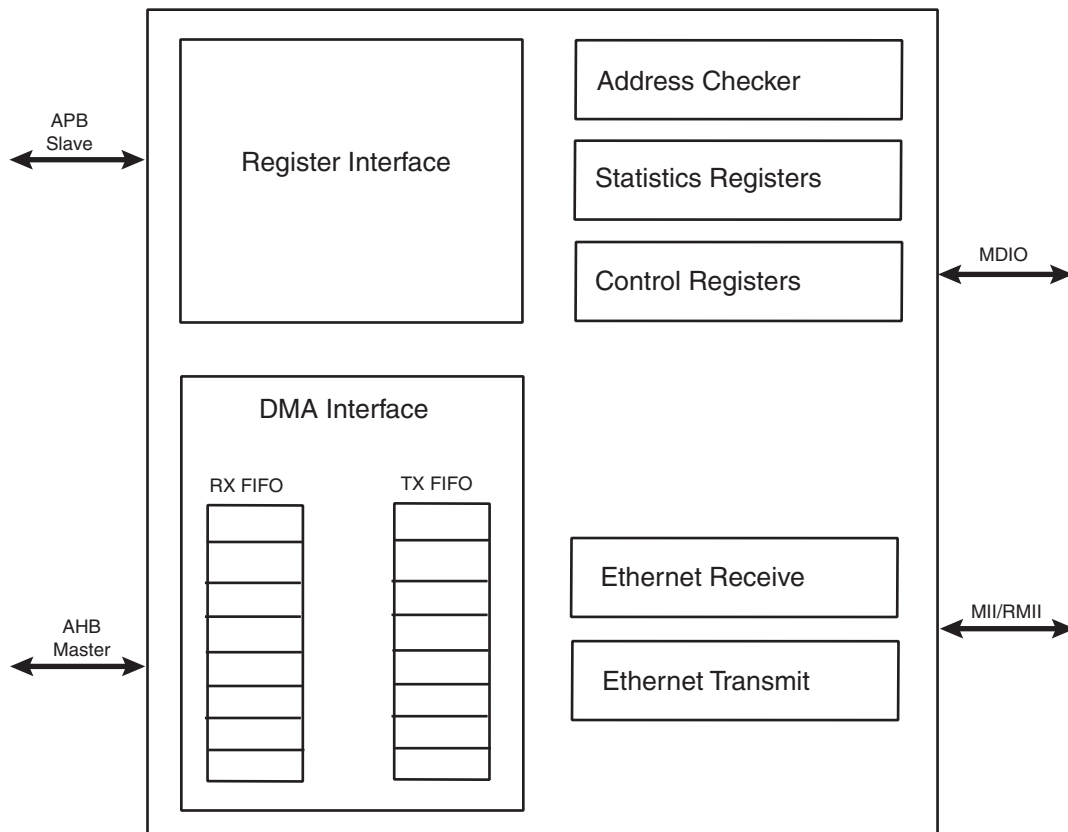 APB
Slave
Register Interface
Address Checker
Statistics Registers
Control Registers
MDIO
DMA Interface
RX FIFO
TX FIFO
AHB
Master
Ethernet Receive
Ethernet Transmit
MII/RMII